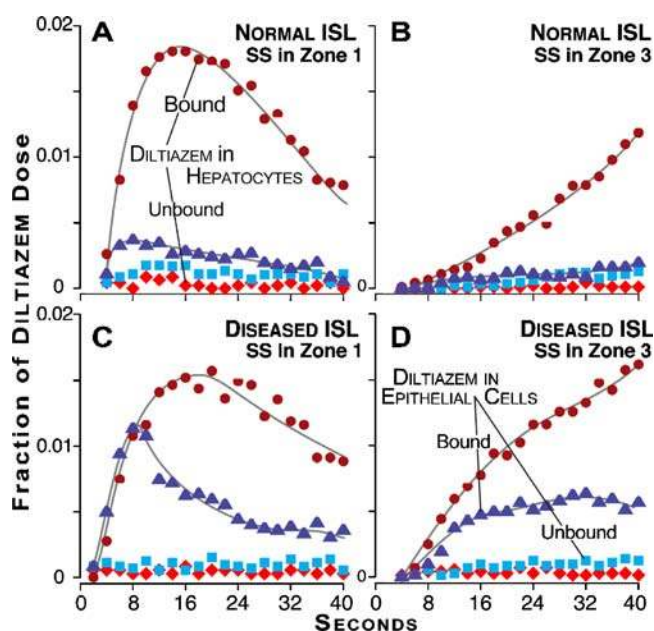 Fraction of Diltiazem Dose
0.02
0.01
0
A
Normal ISL
SS in Zone 1
Bound
Diltiazem in
Hepatocytes
Unbound
B
Normal ISL
SS in Zone 3
0
0.02
0.01
0
C
Diseased ISL
SS In Zone 1
0 8 16 24 32 40
D
Diseased ISL
SS in Zone 3
Diltiazem in
Epithelial Cells
Bound
Unbound
0
8 16 24 32 40
Seconds